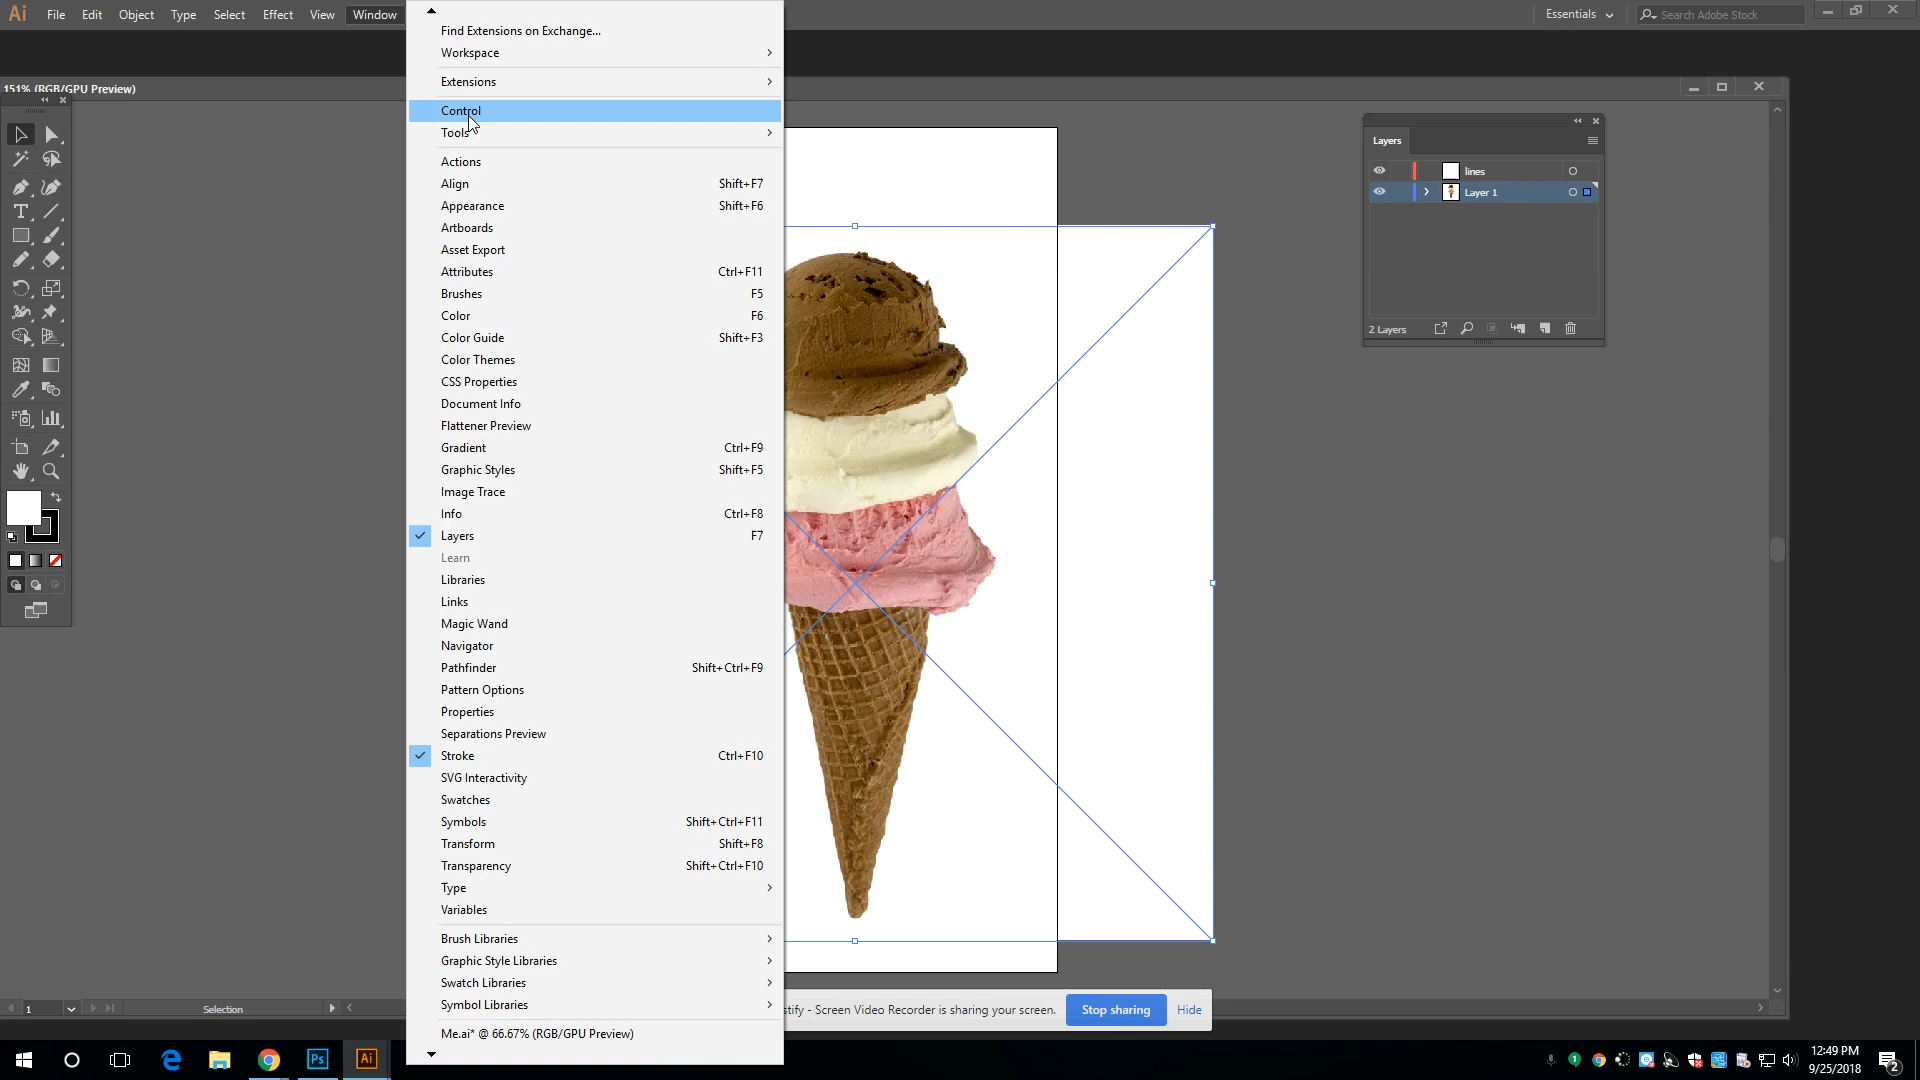 Ai File Edit Object Type Select Effect View Window
Essentials
Search Adobe Stock
151% (RGB/GPU Preview)
Find Extensions on Exchange...
Workspace
Extensions
Control
Tools
Actions
Align Shift+F7
Appearance Shift+F6
Artboards
Asset Export
Attributes Ctrl+F11
Brushes F5
Color F6
Color Guide Shift+F3
Color Themes
CSS Properties
Document Info
Flattener Preview
Gradient Ctrl+F9
Graphic Styles Shift+F5
Image Trace
Info Ctrl+F8
Layers F7
Learn
Libraries
Links
Magic Wand
Navigator
Pathfinder Shift+Ctrl+F9
Pattern Options
Properties
Separations Preview
Stroke Ctrl+F10
SVG Interactivity
Swatches
Symbols Shift+Ctrl+F11
Transform Shift+F8
Transparency Shift+Ctrl+F10
Type
Variables
Brush Libraries
Graphic Style Libraries
Swatch Libraries
Symbol Libraries
Me.ai* @ 66.67% (RGB/GPU Preview)
Layers
lines
Layer 1
2 Layers
1
Selection
stify - Screen Video Recorder is sharing your screen. Stop sharing Hide
Ps
Ai
1
12:49 PM
9/25/2018
2